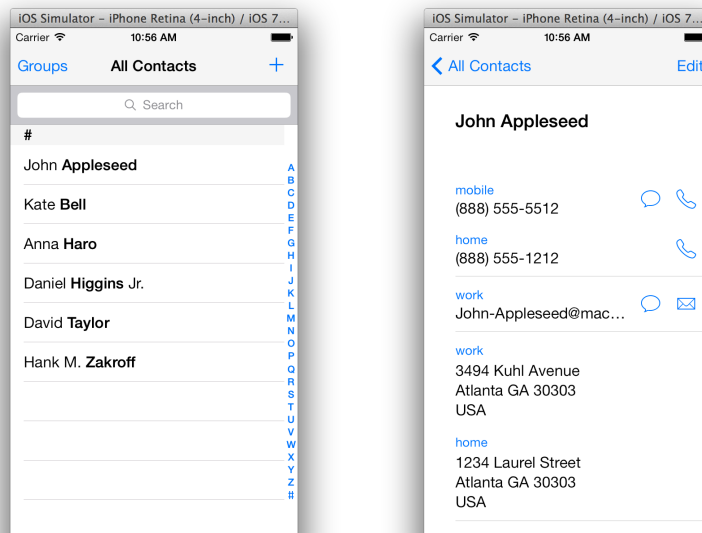 iOS Simulator – iPhone Retina (4-inch) / iOS 7...
Carrier 10:56 AM
Groups All Contacts +
Search
#
John Appleseed
Kate Bell
Anna Haro
Daniel Higgins Jr.
David Taylor
Hank M. Zakroff
A
B
C
D
E
F
G
H
I
J
K
L
M
N
O
P
Q
R
S
T
U
V
W
X
Y
Z
#
iOS Simulator – iPhone Retina (4-inch) / iOS 7...
Carrier 10:56 AM
All Contacts Edit
John Appleseed
mobile
(888) 555-5512
home
(888) 555-1212
work
John-Appleseed@mac...
work
3494 Kuhl Avenue
Atlanta GA 30303
USA
home
1234 Laurel Street
Atlanta GA 30303
USA